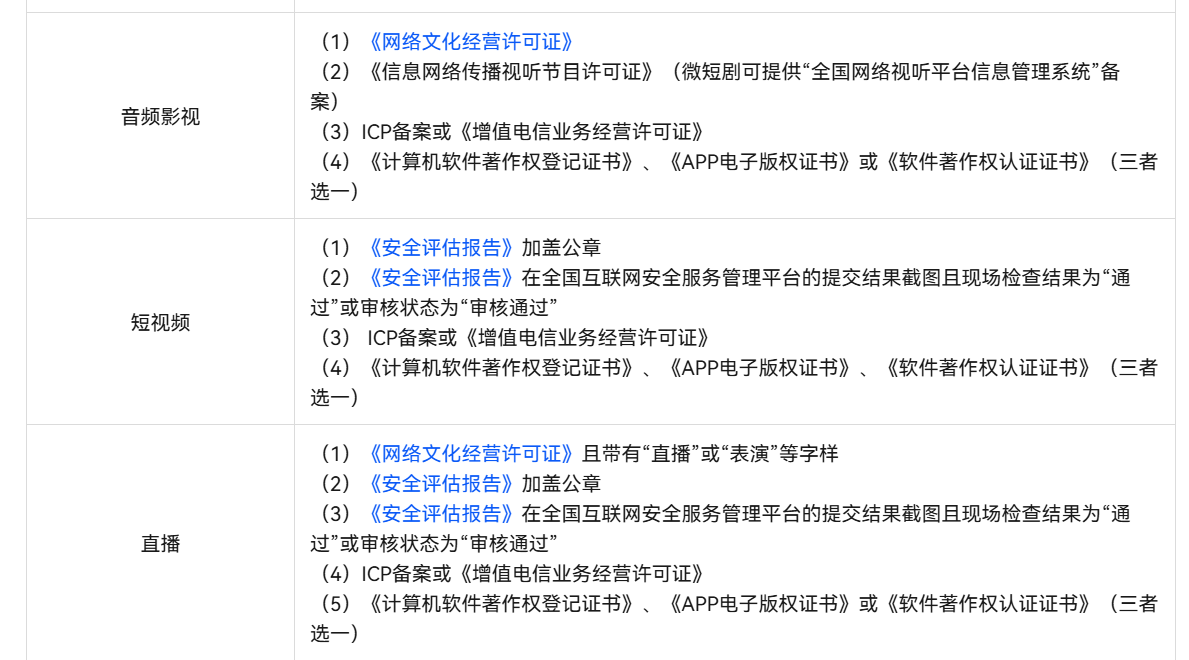 音频影视
（1）《网络文化经营许可证》
（2）《信息网络传播视听节目许可证》（微短剧可提供“全国网络视听平台信息管理系统”备
案）
（3）ICP备案或《增值电信业务经营许可证》
（4）《计算机软件著作权登记证书》、《APP电子版权证书》或《软件著作权认证证书》（三者
选一）
短视频
（1）《安全评估报告》加盖公章
（2）《安全评估报告》在全国互联网安全服务管理平台的提交结果截图且现场检查结果为“通
过”或审核状态为“审核通过”
（3） ICP备案或《增值电信业务经营许可证》
（4）《计算机软件著作权登记证书》、《APP电子版权证书》、《软件著作权认证证书》（三者
选一）
直播
（1）《网络文化经营许可证》且带有“直播”或“表演”等字样
（2）《安全评估报告》加盖公章
（3）《安全评估报告》在全国互联网安全服务管理平台的提交结果截图且现场检查结果为“通
过”或审核状态为“审核通过”
（4）ICP备案或《增值电信业务经营许可证》
（5）《计算机软件著作权登记证书》、《APP电子版权证书》或《软件著作权认证证书》（三者
选一）